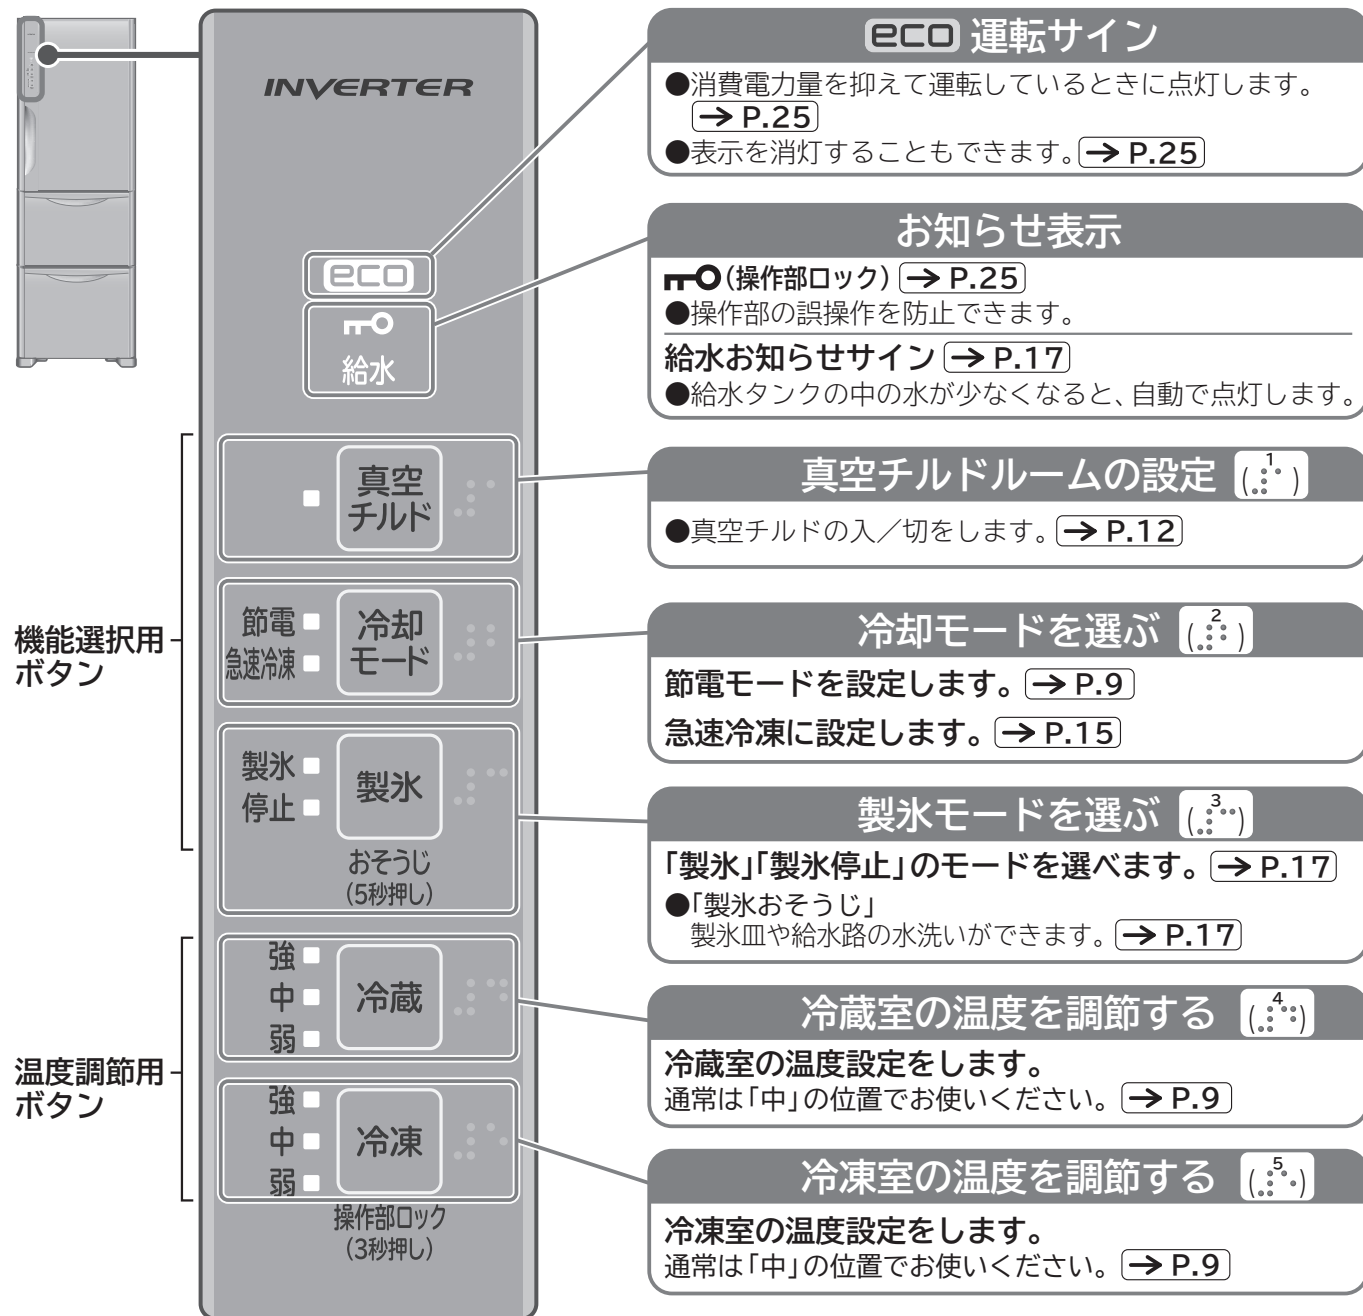 INVERTER
eco
給水
機能選択用
ボタン
真空
チルド
節電
急速冷凍
冷却
モード
製氷
停止
製氷
おそうじ
(5秒押し)
温度調節用
ボタン
強
中
弱
冷蔵
強
中
弱
冷凍
操作部ロック
(3秒押し)
eco 運転サイン
●消費電力量を抑えて運転しているときに点灯します。
→ P.25
●表示を消灯することもできます。→ P.25
お知らせ表示
(操作部ロック) → P.25
●操作部の誤操作を防止できます。
給水お知らせサイン → P.17
●給水タンクの中の水が少なくなると、自動で点灯します。
真空チルドルームの設定 (1)
●真空チルドの入／切をします。→ P.12
冷却モードを選ぶ (2)
節電モードを設定します。→ P.9
急速冷凍に設定します。→ P.15
製氷モードを選ぶ (3)
「製氷」「製氷停止」のモードを選べます。→ P.17
●「製氷おそうじ」
製氷皿や給水路の水洗いができます。→ P.17
冷蔵室の温度を調節する (4)
冷蔵室の温度設定をします。
通常は「中」の位置でお使いください。→ P.9
冷凍室の温度を調節する (5)
冷凍室の温度設定をします。
通常は「中」の位置でお使いください。→ P.9